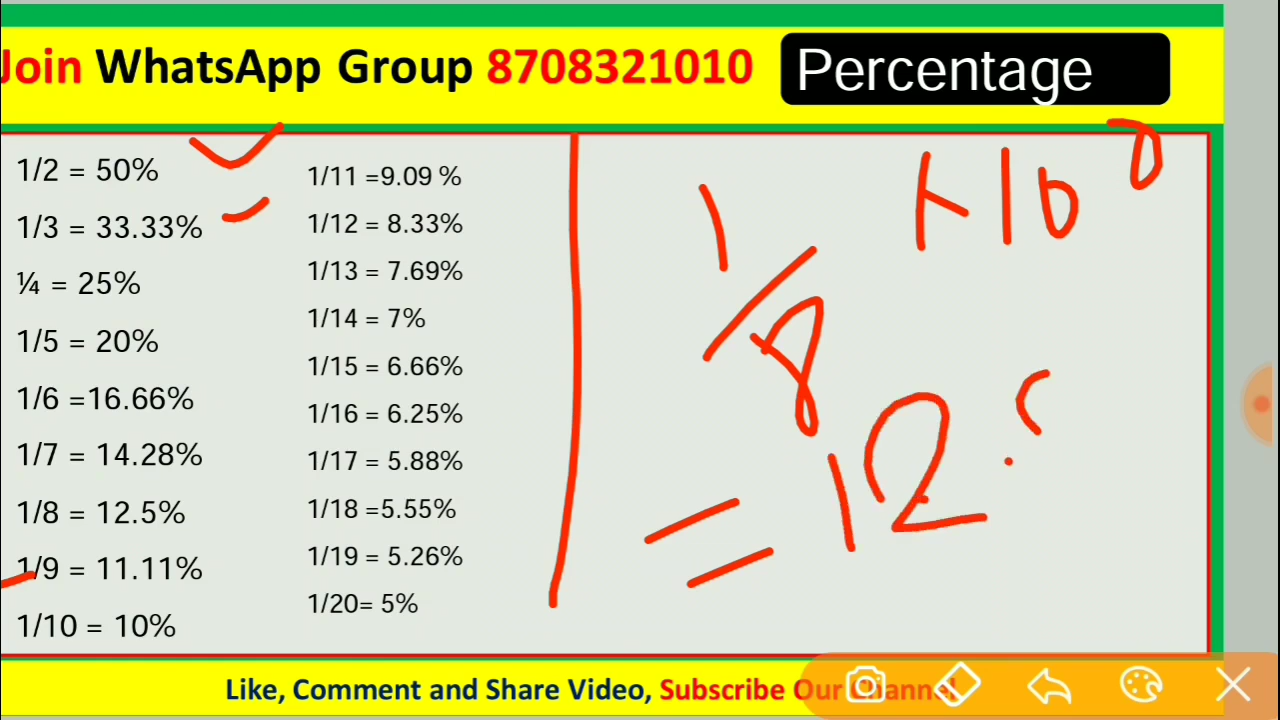 Join WhatsApp Group 8708321010
Percentage
1/2 = 50%
1/3 = 33.33%
¼ = 25%
1/5 = 20%
1/6 =16.66%
1/7 = 14.28%
1/8 = 12.5%
1/9 = 11.11%
1/10 = 10%
1/11 =9.09 %
1/12 = 8.33%
1/13 = 7.69%
1/14 = 7%
1/15 = 6.66%
1/16 = 6.25%
1/17 = 5.88%
1/18 =5.55%
1/19 = 5.26%
1/20= 5%
1/8 ×100
= 12.
Like, Comment and Share Video, Subscribe Our Channel